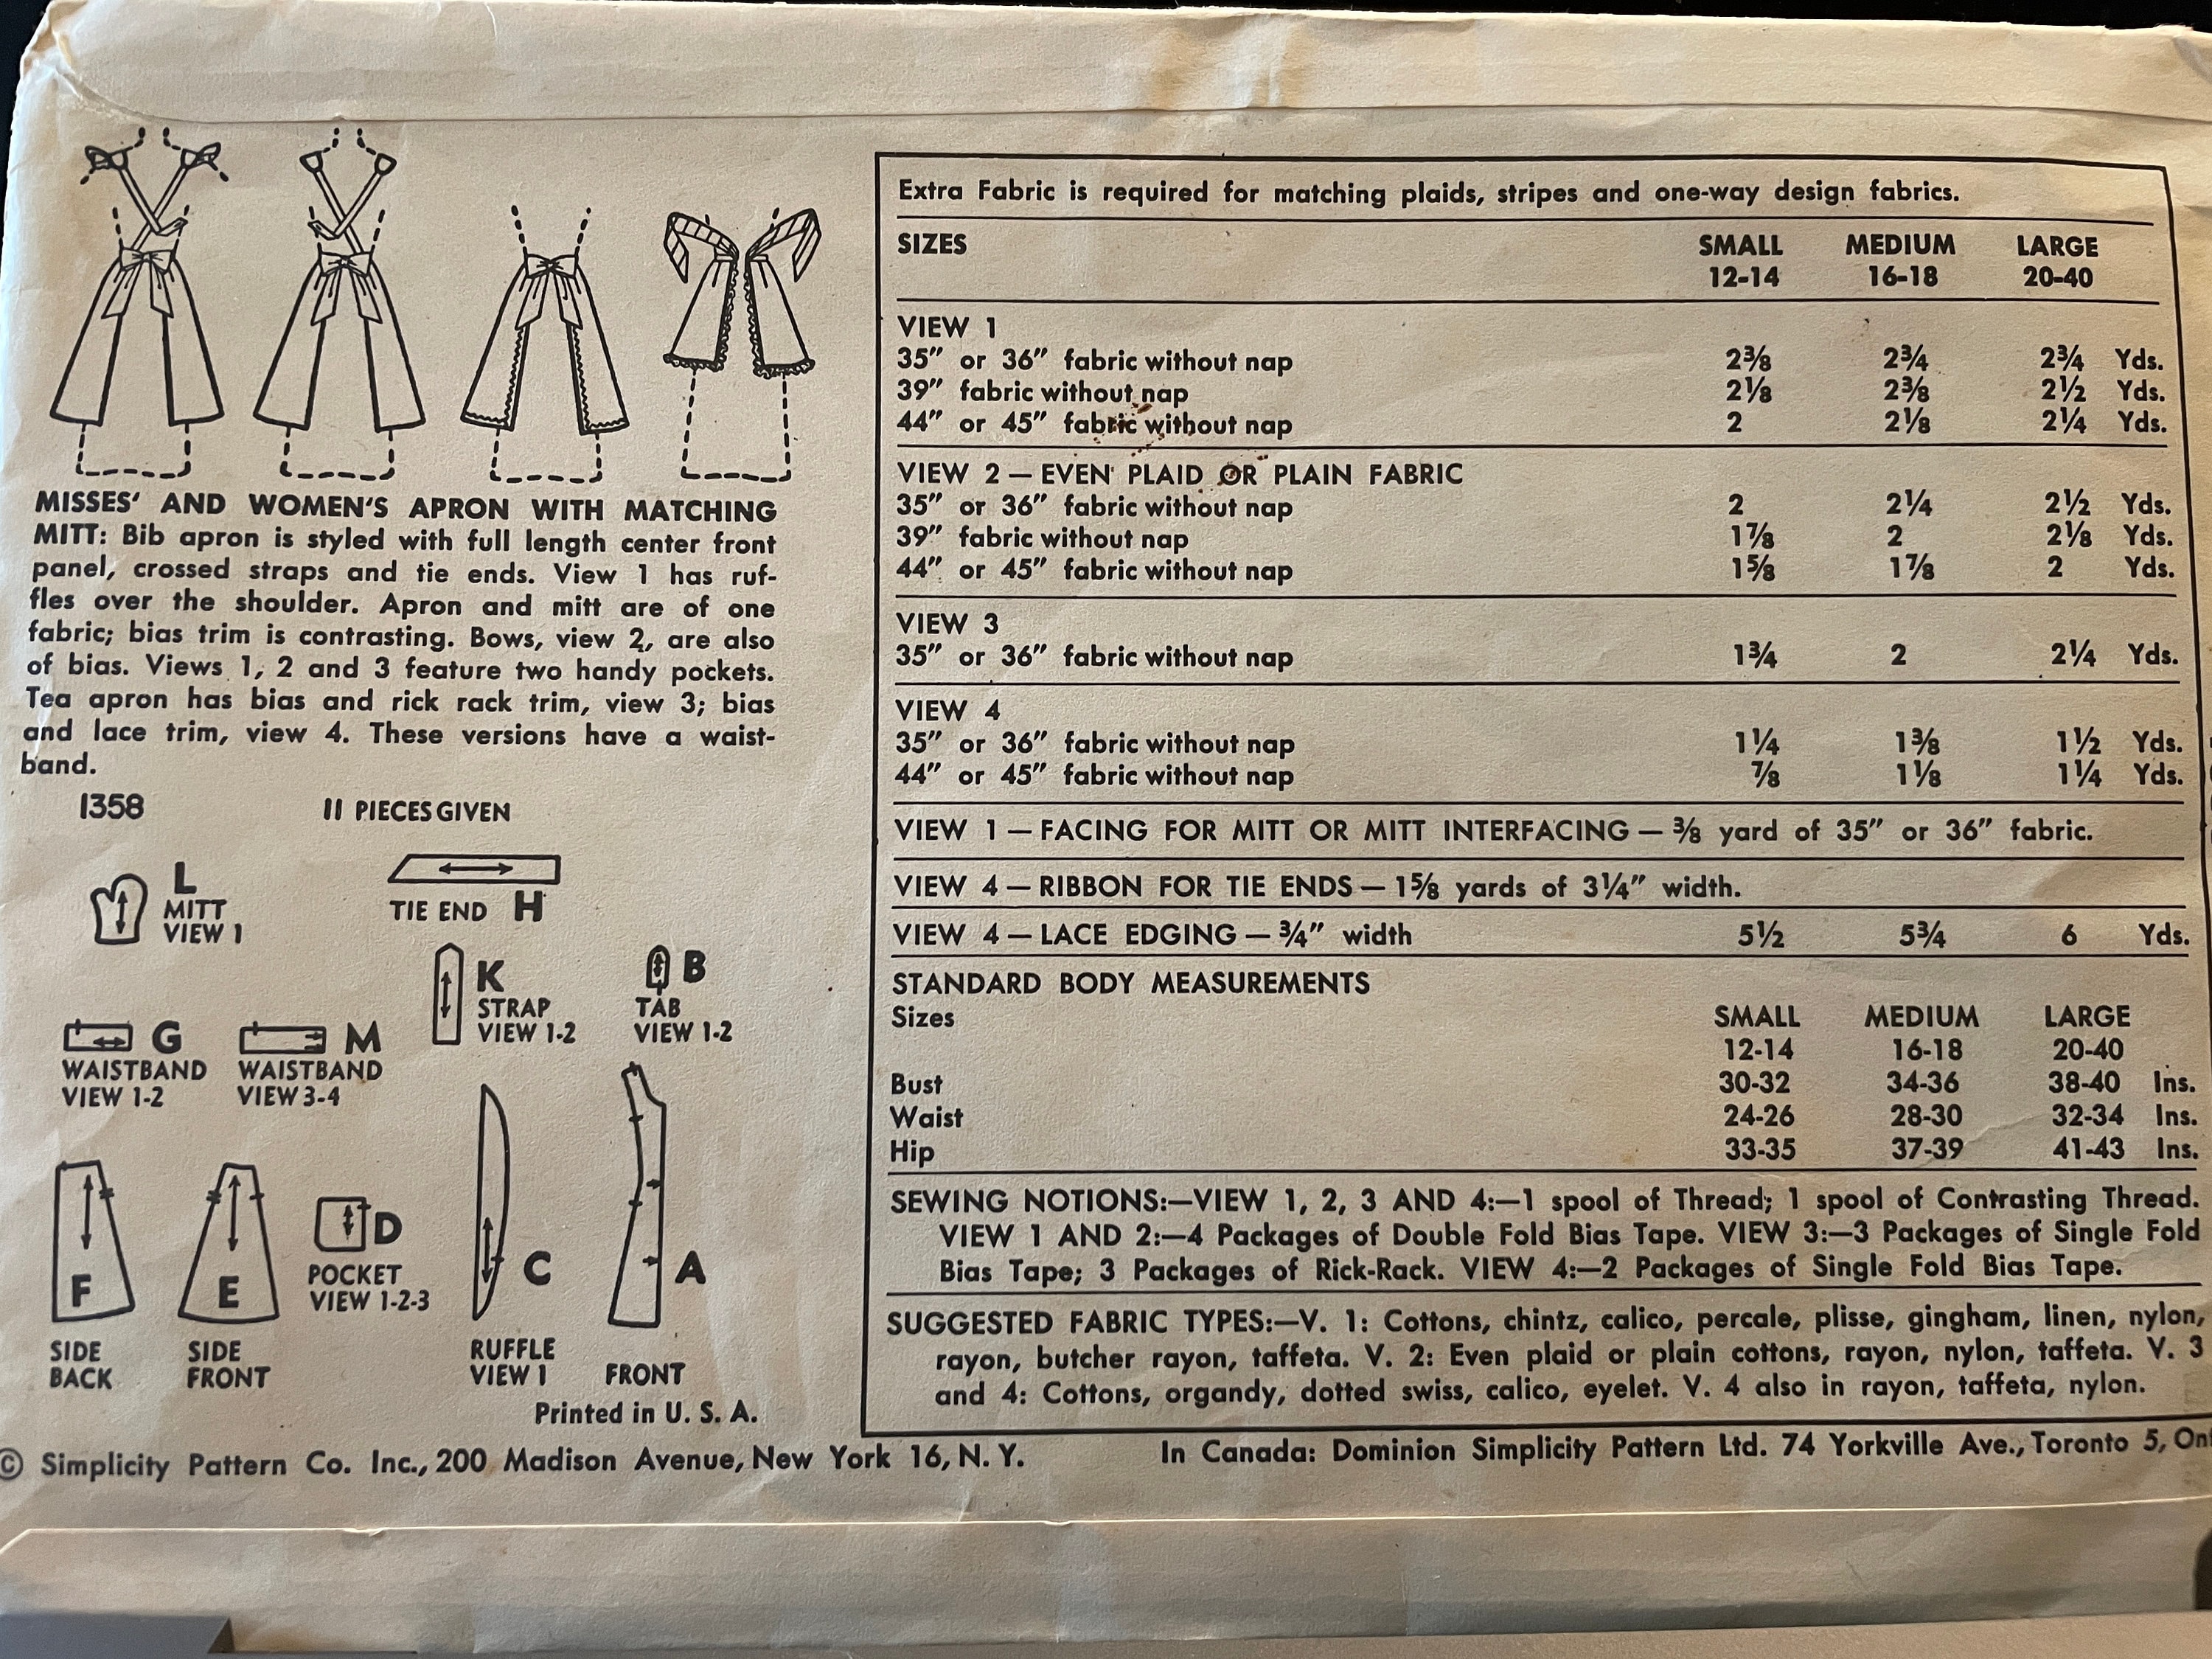 MISSES' AND WOMEN'S APRON WITH MATCHING
MITT: Bib apron is styled with full length center front
panel, crossed straps and tie ends. View 1 has ruf-
fles over the shoulder. Apron and mitt are of one
fabric; bias trim is contrasting. Bows, view 2, are also
of bias. Views 1, 2 and 3 feature two handy pockets.
Tea apron has bias and rick rack trim, view 3; bias
and lace trim, view 4. These versions have a waist-
band.
1358 11 PIECES GIVEN
L
MITT
VIEW 1
TIE END H
K
STRAP
VIEW 1-2
B
TAB
VIEW 1-2
G
WAISTBAND
VIEW 1-2
M
WAISTBAND
VIEW 3-4
F
SIDE
BACK
E
SIDE
FRONT
D
POCKET
VIEW 1-2-3
C
RUFFLE
VIEW 1
A
FRONT
Printed in U. S. A.
Extra Fabric is required for matching plaids, stripes and one-way design fabrics.
SIZES SMALL MEDIUM LARGE
12-14 16-18 20-40
VIEW 1
35" or 36" fabric without nap 2⅜ 2¾ 2¾ Yds.
39" fabric without nap 2⅛ 2⅜ 2½ Yds.
44" or 45" fabric without nap 2 2⅛ 2¼ Yds.
VIEW 2 — EVEN PLAID OR PLAIN FABRIC
35" or 36" fabric without nap 2 2¼ 2½ Yds.
39" fabric without nap 1⅞ 2 2⅛ Yds.
44" or 45" fabric without nap 1⅝ 1⅞ 2 Yds.
VIEW 3
35" or 36" fabric without nap 1¾ 2 2¼ Yds.
VIEW 4
35" or 36" fabric without nap 1¼ 1⅜ 1½ Yds.
44" or 45" fabric without nap ⅞ 1⅛ 1¼ Yds.
VIEW 1 — FACING FOR MITT OR MITT INTERFACING — ⅜ yard of 35" or 36" fabric.
VIEW 4 — RIBBON FOR TIE ENDS — 1⅝ yards of 3¼" width.
VIEW 4 — LACE EDGING — ¾" width 5½ 5¾ 6 Yds.
STANDARD BODY MEASUREMENTS
Sizes SMALL MEDIUM LARGE
12-14 16-18 20-40
Bust 30-32 34-36 38-40 Ins.
Waist 24-26 28-30 32-34 Ins.
Hip 33-35 37-39 41-43 Ins.
SEWING NOTIONS:—VIEW 1, 2, 3 AND 4:—1 spool of Thread; 1 spool of Contrasting Thread.
VIEW 1 AND 2:—4 Packages of Double Fold Bias Tape. VIEW 3:—3 Packages of Single Fold
Bias Tape; 3 Packages of Rick-Rack. VIEW 4:—2 Packages of Single Fold Bias Tape.
SUGGESTED FABRIC TYPES:—V. 1: Cottons, chintz, calico, percale, plisse, gingham, linen, nylon,
rayon, butcher rayon, taffeta. V. 2: Even plaid or plain cottons, rayon, nylon, taffeta. V. 3
and 4: Cottons, organdy, dotted swiss, calico, eyelet. V. 4 also in rayon, taffeta, nylon.
© Simplicity Pattern Co. Inc., 200 Madison Avenue, New York 16, N. Y. In Canada: Dominion Simplicity Pattern Ltd. 74 Yorkville Ave., Toronto 5, Ont